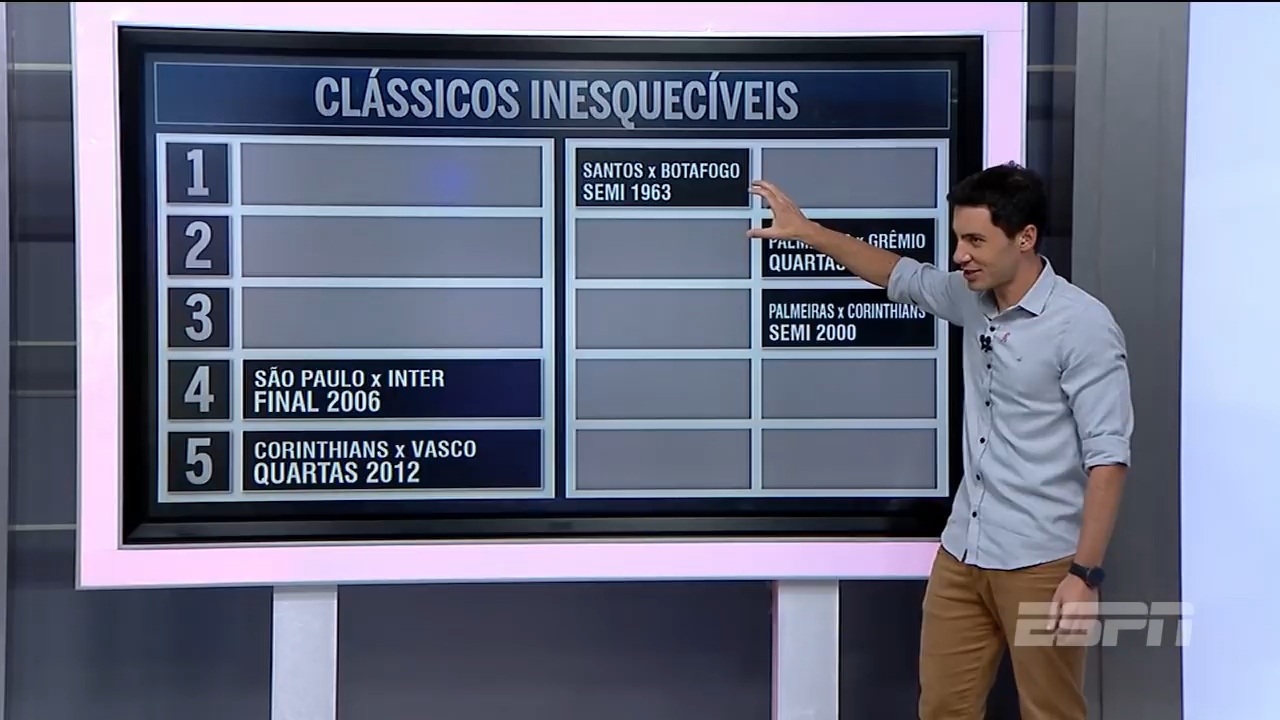 CLÁSSICOS INESQUECÍVEIS
1
2
3
4
SÃO PAULO x INTER
FINAL 2006
5
CORINTHIANS x VASCO
QUARTAS 2012
SANTOS x BOTAFOGO
SEMI 1963
x GRÊMIO
QUARTAS
PALMEIRAS x CORINTHIANS
SEMI 2000
ESPN